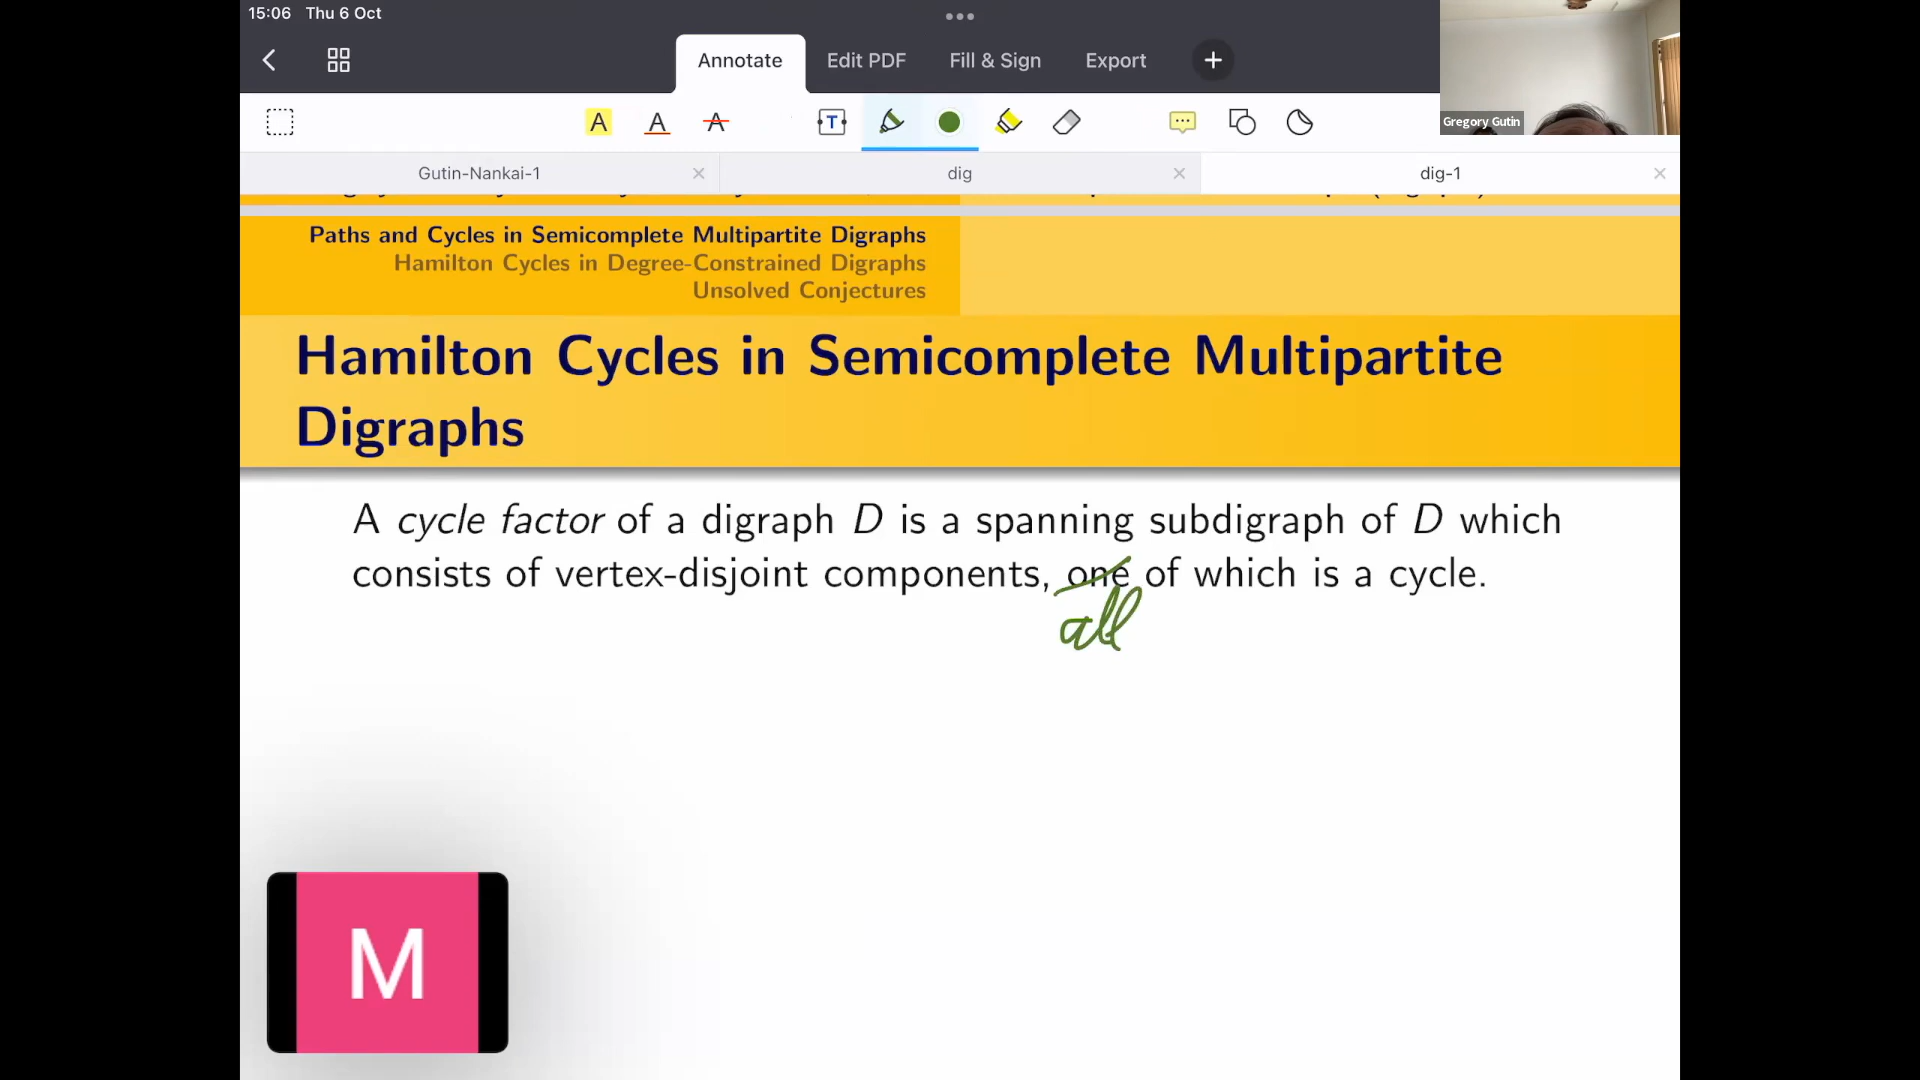 15:06 Thu 6 Oct
Annotate Edit PDF Fill & Sign Export
A A A T
Gregory Gutin
Gutin-Nankai-1 dig dig-1
Paths and Cycles in Semicomplete Multipartite Digraphs
Hamilton Cycles in Degree-Constrained Digraphs
Unsolved Conjectures
Hamilton Cycles in Semicomplete Multipartite
Digraphs
A cycle factor of a digraph D is a spanning subdigraph of D which
consists of vertex-disjoint components, one of which is a cycle.
all
M